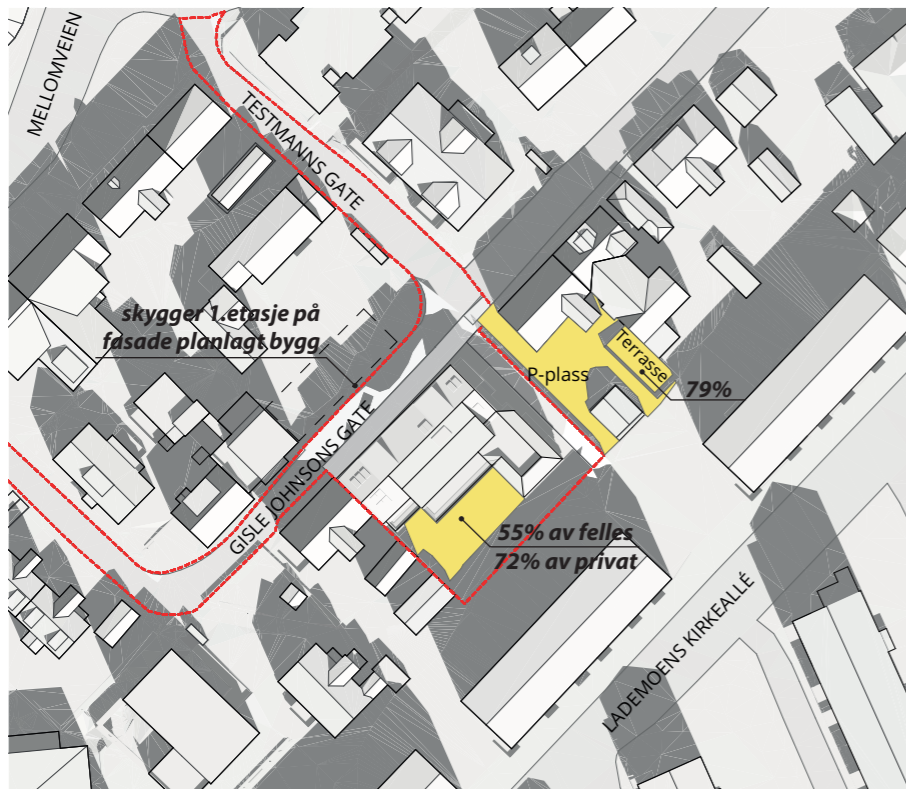 MELLOMVEIEN
TESTMANNS GATE
skygger 1.etasje på
fasade planlagt bygg
Terrasse
P-plass
79%
GISLE JOHNSONS GATE
55% av felles
72% av privat
LADEMOENS KIRKEALLÉ